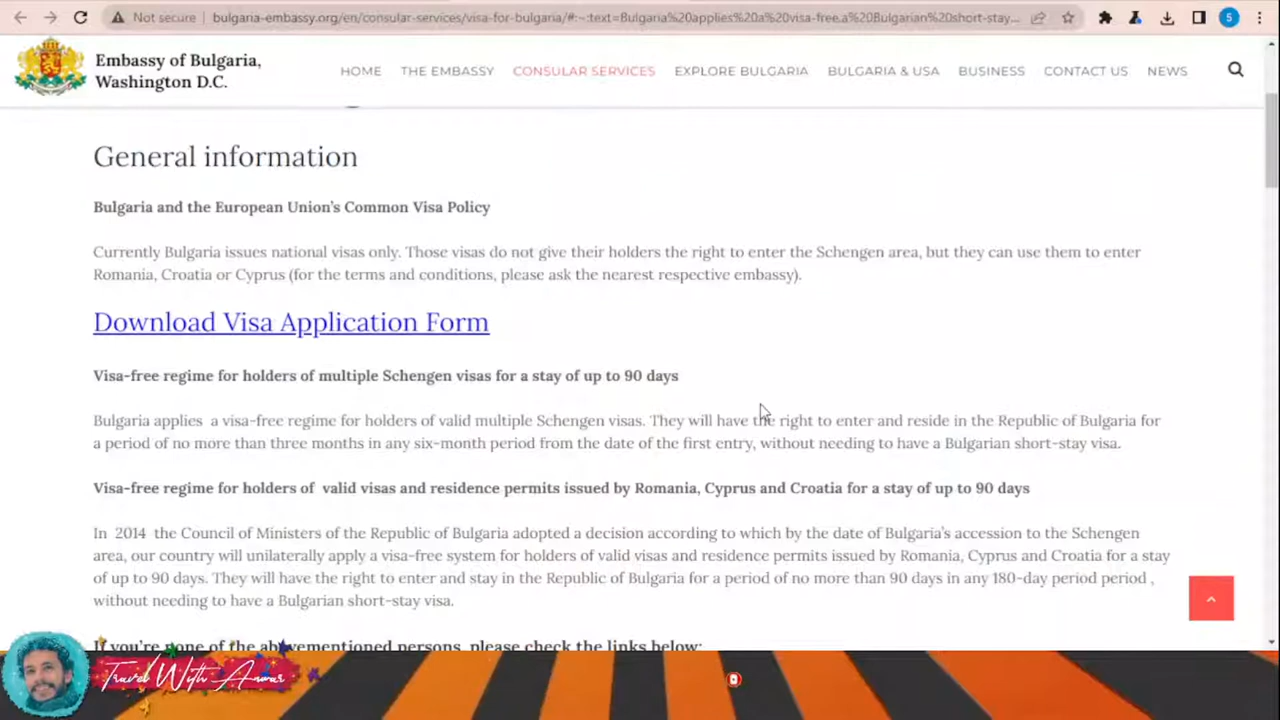 Not secure
bulgaria-embassy.org/en/consular-services/visa-for-bulgaria/#:~:text=Bulgaria%20applies%20a%20visa-free.a%20Bulgarian%20short-stay...
5
Embassy of Bulgaria,
Washington D.C.
HOME THE EMBASSY CONSULAR SERVICES EXPLORE BULGARIA BULGARIA & USA BUSINESS CONTACT US NEWS
General information
Bulgaria and the European Union's Common Visa Policy
Currently Bulgaria issues national visas only. Those visas do not give their holders the right to enter the Schengen area, but they can use them to enter
Romania, Croatia or Cyprus (for the terms and conditions, please ask the nearest respective embassy).
Download Visa Application Form
Visa-free regime for holders of multiple Schengen visas for a stay of up to 90 days
Bulgaria applies a visa-free regime for holders of valid multiple Schengen visas. They will have the right to enter and reside in the Republic of Bulgaria for
a period of no more than three months in any six-month period from the date of the first entry, without needing to have a Bulgarian short-stay visa.
Visa-free regime for holders of valid visas and residence permits issued by Romania, Cyprus and Croatia for a stay of up to 90 days
In 2014 the Council of Ministers of the Republic of Bulgaria adopted a decision according to which by the date of Bulgaria's accession to the Schengen
area, our country will unilaterally apply a visa-free system for holders of valid visas and residence permits issued by Romania, Cyprus and Croatia for a stay
of up to 90 days. They will have the right to enter and stay in the Republic of Bulgaria for a period of no more than 90 days in any 180-day period period ,
without needing to have a Bulgarian short-stay visa.
If you're none of the abovementioned persons, please check the links below:
Travel With Anwar